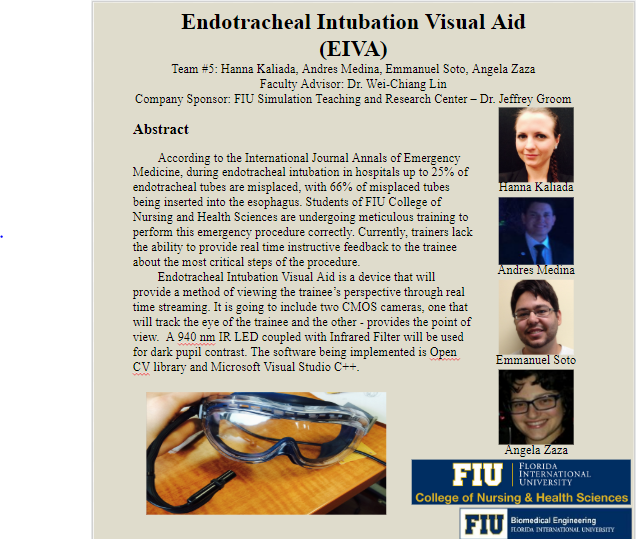 Endotracheal Intubation Visual Aid
(EIVA)
Team #5: Hanna Kaliada, Andres Medina, Emmanuel Soto, Angela Zaza
Faculty Advisor: Dr. Wei-Chiang Lin
Company Sponsor: FIU Simulation Teaching and Research Center – Dr. Jeffrey Groom
Abstract
According to the International Journal Annals of Emergency
Medicine, during endotracheal intubation in hospitals up to 25% of
endotracheal tubes are misplaced, with 66% of misplaced tubes
being inserted into the esophagus. Students of FIU College of
Nursing and Health Sciences are undergoing meticulous training to
perform this emergency procedure correctly. Currently, trainers lack
the ability to provide real time instructive feedback to the trainee
about the most critical steps of the procedure.
Endotracheal Intubation Visual Aid is a device that will
provide a method of viewing the trainee’s perspective through real
time streaming. It is going to include two CMOS cameras, one that
will track the eye of the trainee and the other - provides the point of
view. A 940 nm IR LED coupled with Infrared Filter will be used
for dark pupil contrast. The software being implemented is Open
CV library and Microsoft Visual Studio C++.
Hanna Kaliada
Andres Medina
Emmanuel Soto
Angela Zaza
FIU
FLORIDA
INTERNATIONAL
UNIVERSITY
College of Nursing & Health Sciences
FIU
Biomedical Engineering
FLORIDA INTERNATIONAL UNIVERSITY